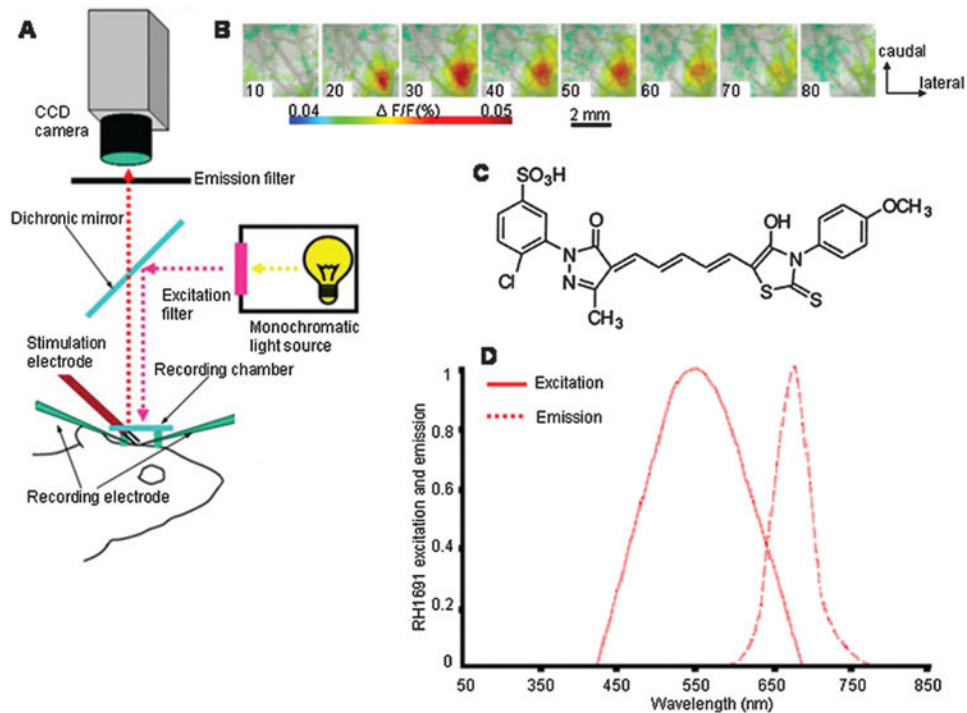 A
CCD
camera
Emission filter
Dichronic mirror
Excitation
filter
Monochromatic
light source
Stimulation
electrode
Recording chamber
Recording electrode
B
10 20 30 40 50 60 70 80
0.04 Δ F/F(%) 0.05
2 mm
caudal
lateral
C
SO₃H
Cl
N
N
O
CH₃
OH
N
S
S
OCH₃
D
Excitation
Emission
RH1691 excitation and emission
1
0.8
0.6
0.4
0.2
0
50 350 450 550 650 750 850
Wavelength (nm)